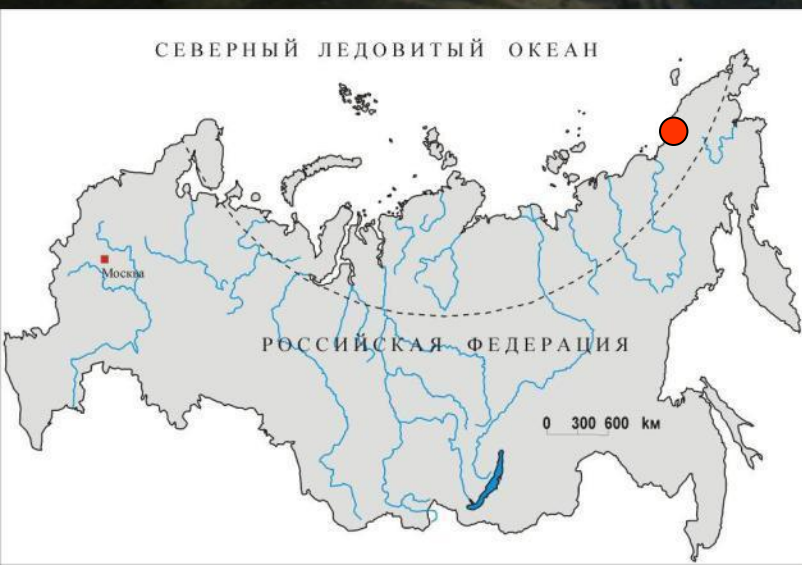 СЕВЕРНЫЙ ЛЕДОВИТЫЙ ОКЕАН
Москва
РОССИЙСКАЯ ФЕДЕРАЦИЯ
0 300 600 км